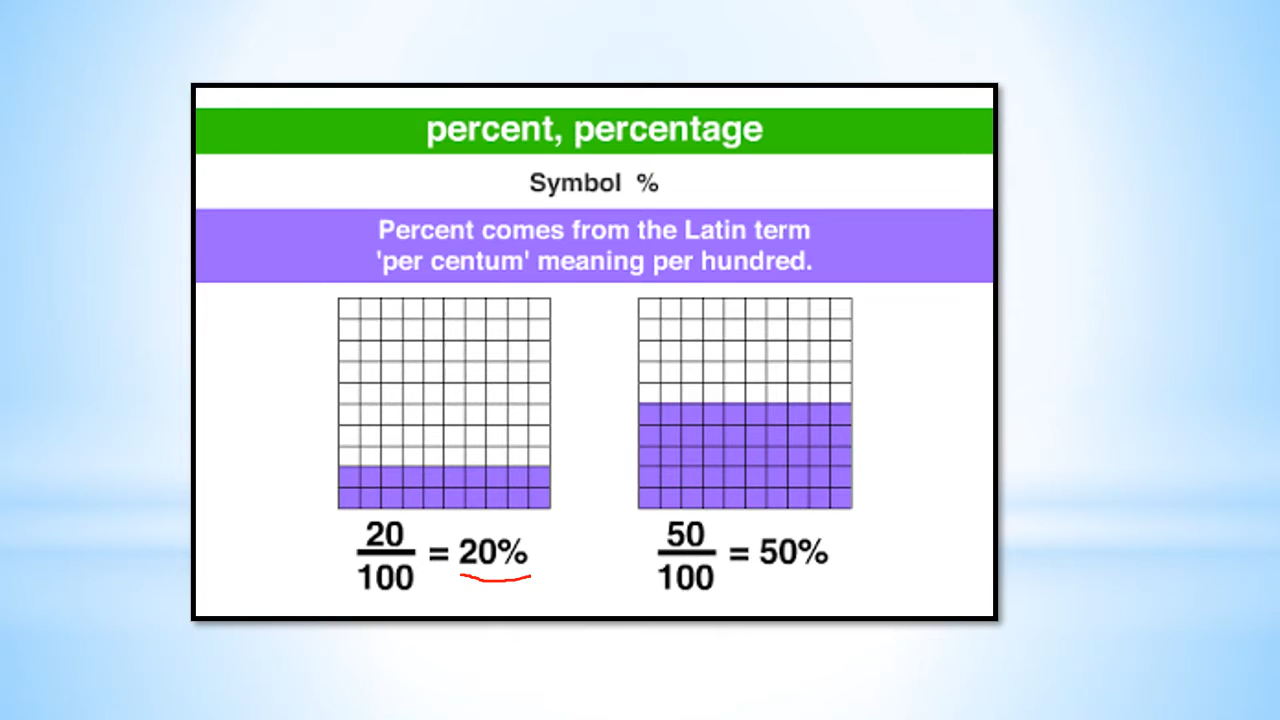 percent, percentage
Symbol %
Percent comes from the Latin term
'per centum' meaning per hundred.
20/100 = 20%
50/100 = 50%